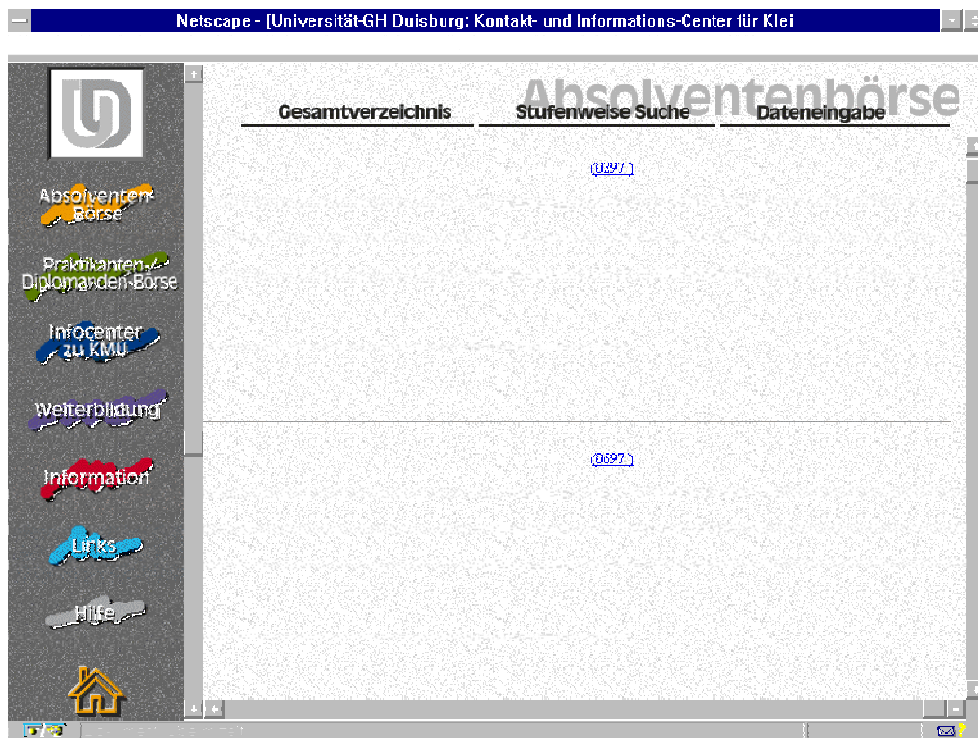 Netscape - [Universität-GH Duisburg: Kontakt- und Informations-Center für Klei
Absolventenbörse
Gesamtverzeichnis Stufenweise Suche Dateneingabe
Absolventen-
Börse
Praktikanten-/
Diplomanden-Börse
Infocenter
zu KMU
Weiterbildung
Information
Links
Hilfe
(0697 )